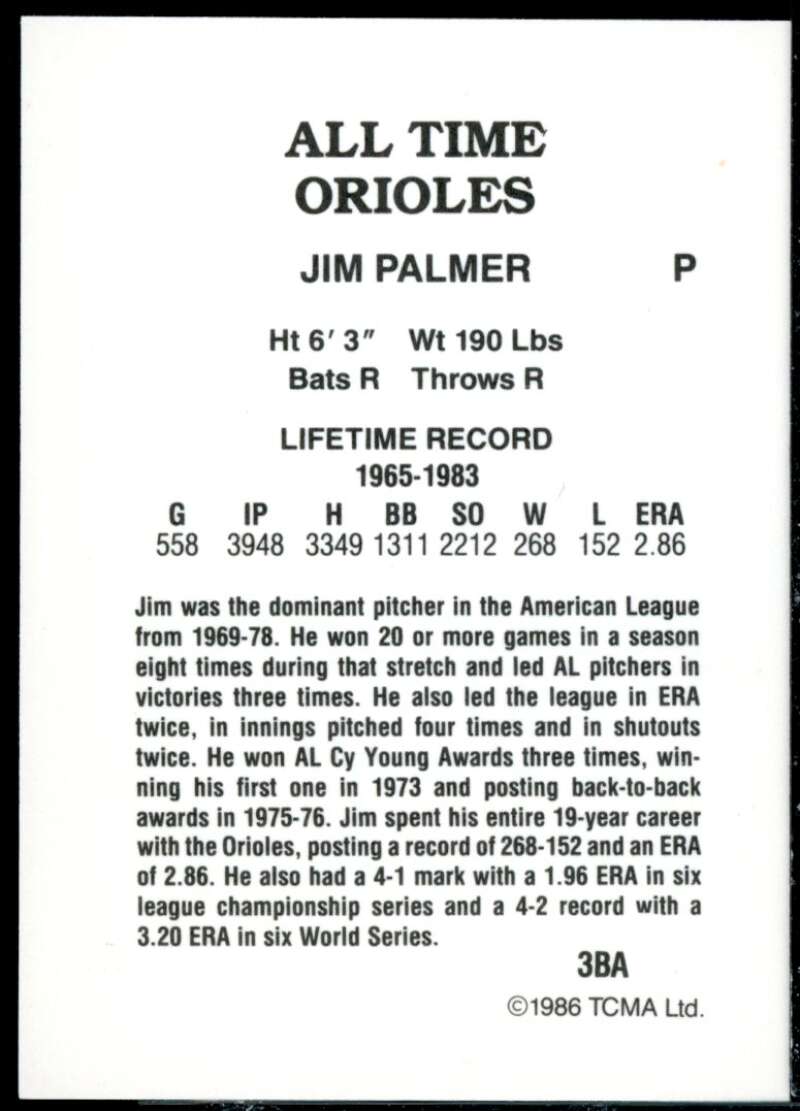 ALL TIME
ORIOLES
JIM PALMER P
Ht 6' 3" Wt 190 Lbs
Bats R Throws R
LIFETIME RECORD
1965-1983
G IP H BB SO W L ERA
558 3948 3349 1311 2212 268 152 2.86
Jim was the dominant pitcher in the American League
from 1969-78. He won 20 or more games in a season
eight times during that stretch and led AL pitchers in
victories three times. He also led the league in ERA
twice, in innings pitched four times and in shutouts
twice. He won AL Cy Young Awards three times, win-
ning his first one in 1973 and posting back-to-back
awards in 1975-76. Jim spent his entire 19-year career
with the Orioles, posting a record of 268-152 and an ERA
of 2.86. He also had a 4-1 mark with a 1.96 ERA in six
league championship series and a 4-2 record with a
3.20 ERA in six World Series.
3BA
©1986 TCMA Ltd.